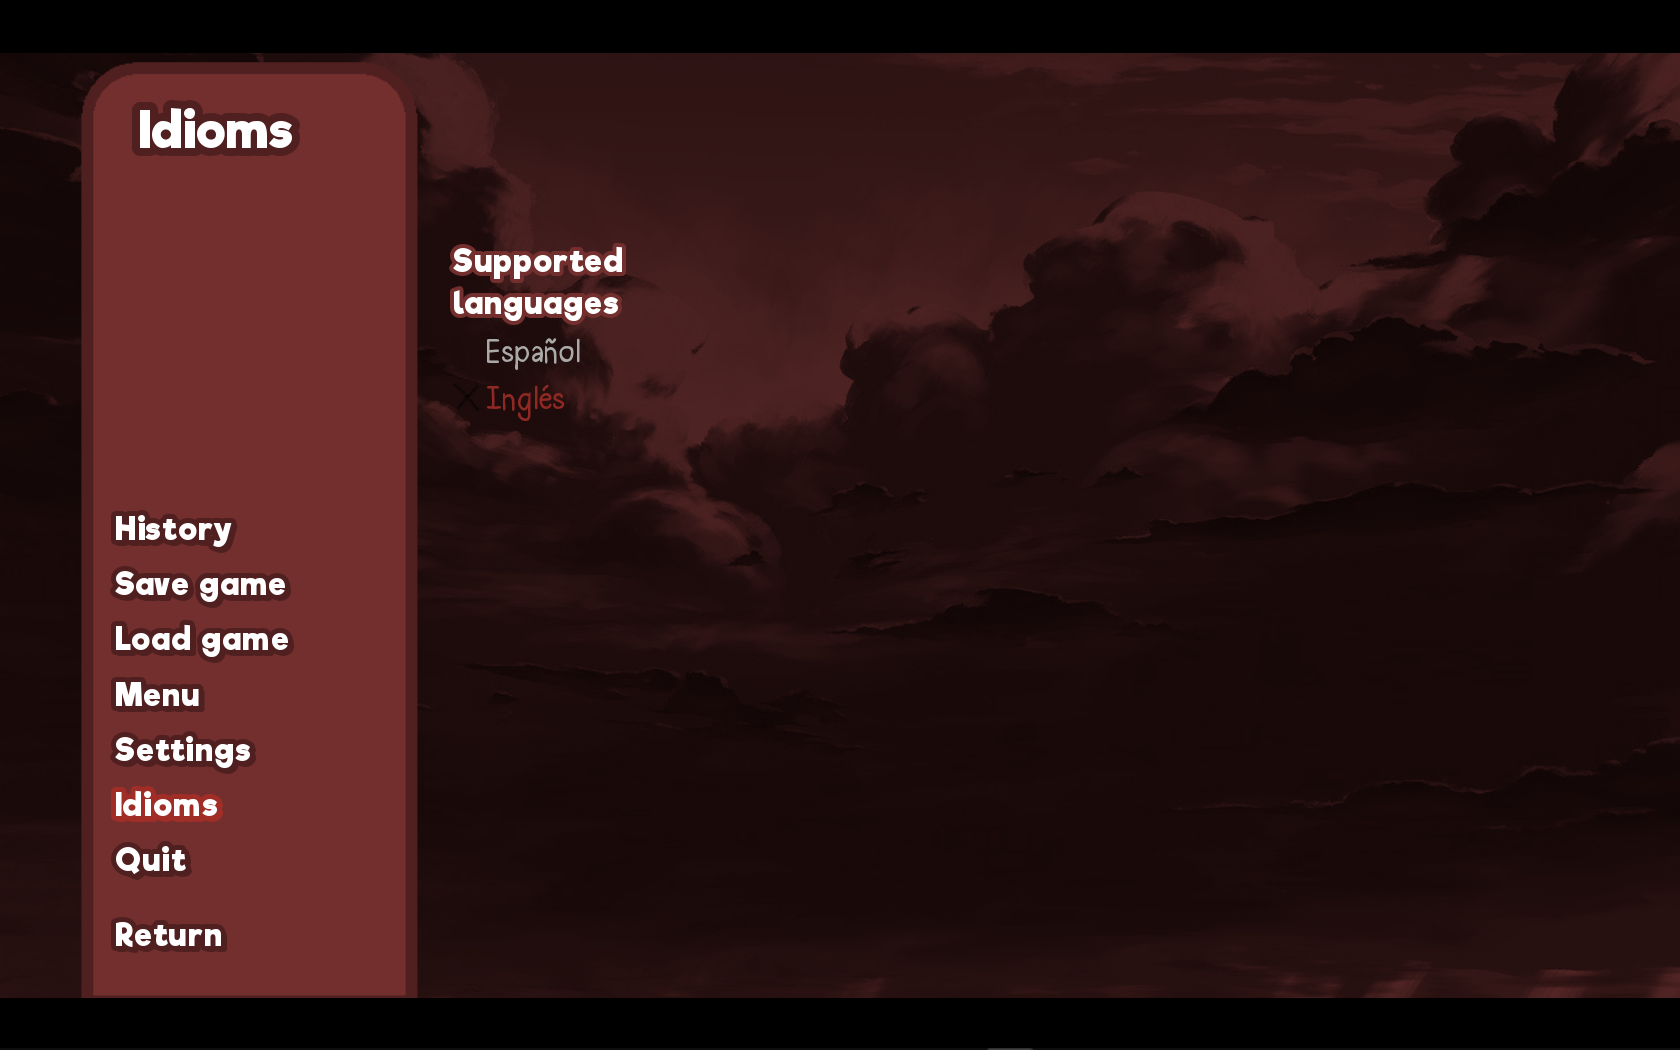 Idioms
Supported
languages
Español
Inglés
History
Save game
Load game
Menu
Settings
Idioms
Quit
Return